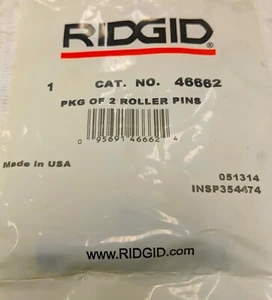 RIDGID
1 CAT. NO. 46662
PKG OF 2 ROLLER PINS
0 95691 46662 4
Made in USA
051314
INSP354474
www.RIDGID.com